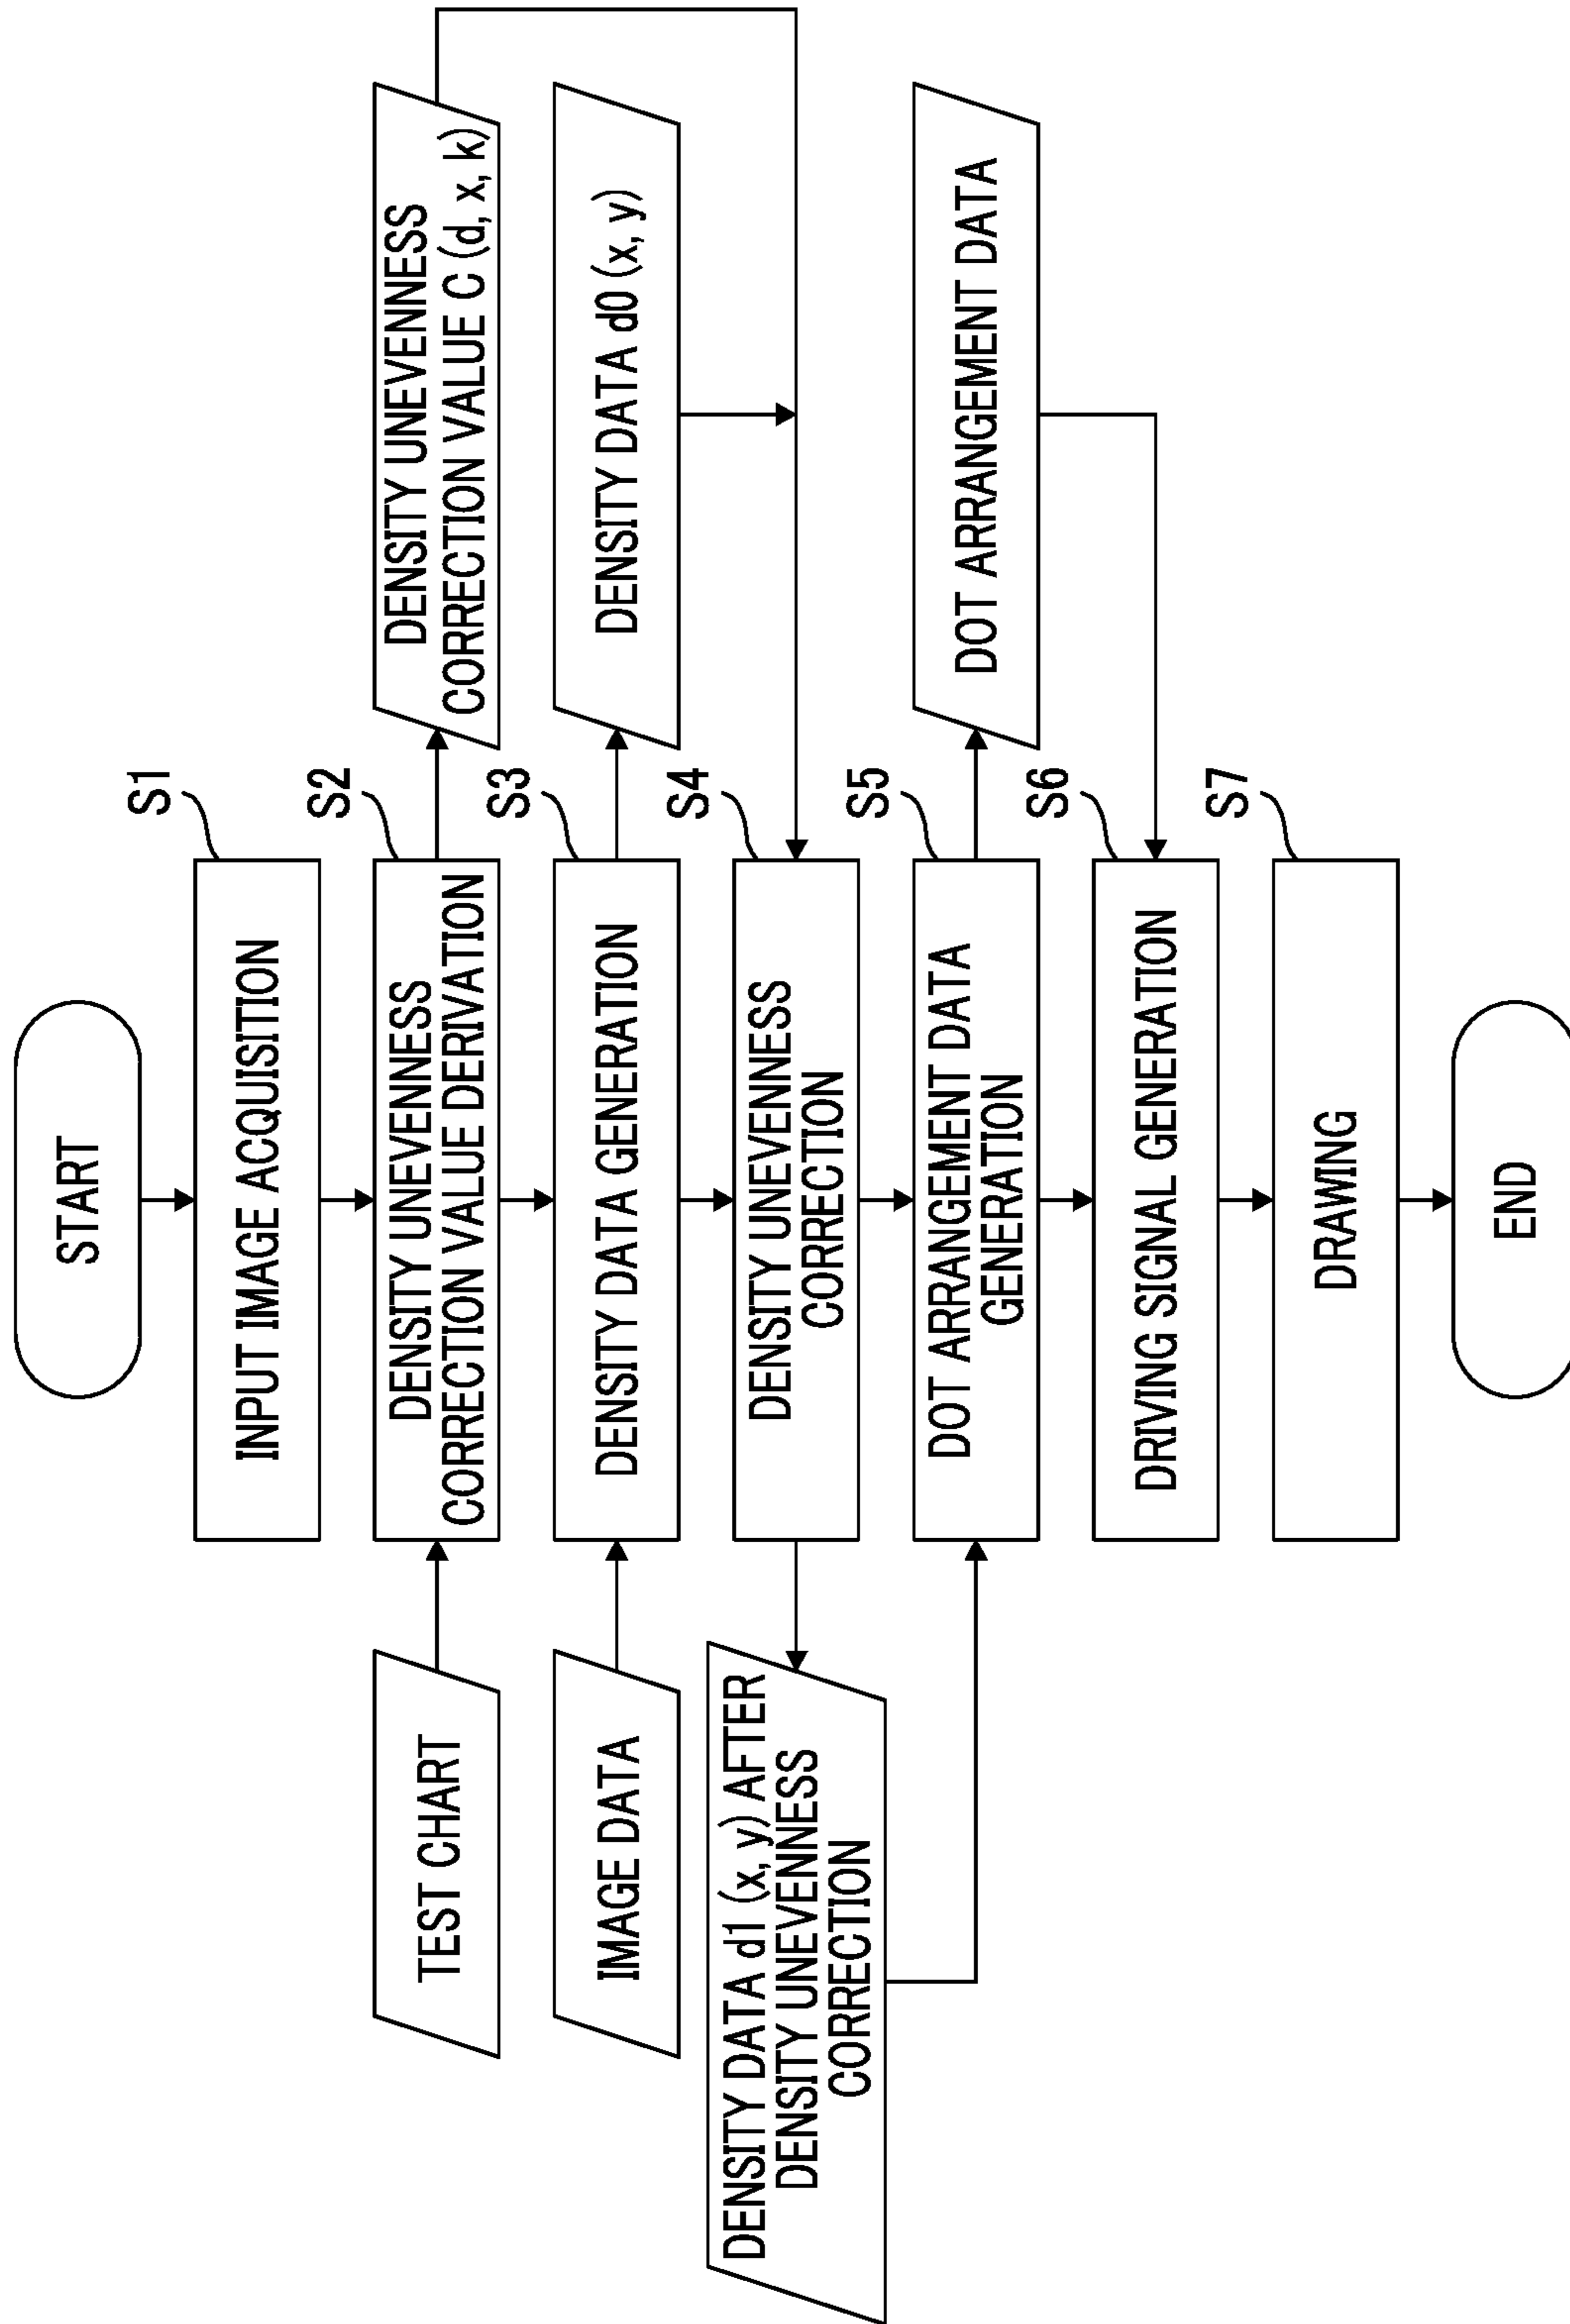 START
S1
INPUT IMAGE ACQUISITION
TEST CHART
S2
DENSITY UNEVENNESS
CORRECTION VALUE DERIVATION
DENSITY UNEVENNESS
CORRECTION VALUE C (d, x, k)
IMAGE DATA
S3
DENSITY DATA GENERATION
DENSITY DATA d0 (x, y)
DENSITY DATA d1 (x, y) AFTER
DENSITY UNEVENNESS
CORRECTION
S4
DENSITY UNEVENNESS
CORRECTION
S5
DOT ARRANGEMENT DATA
GENERATION
DOT ARRANGEMENT DATA
S6
DRIVING SIGNAL GENERATION
S7
DRAWING
END